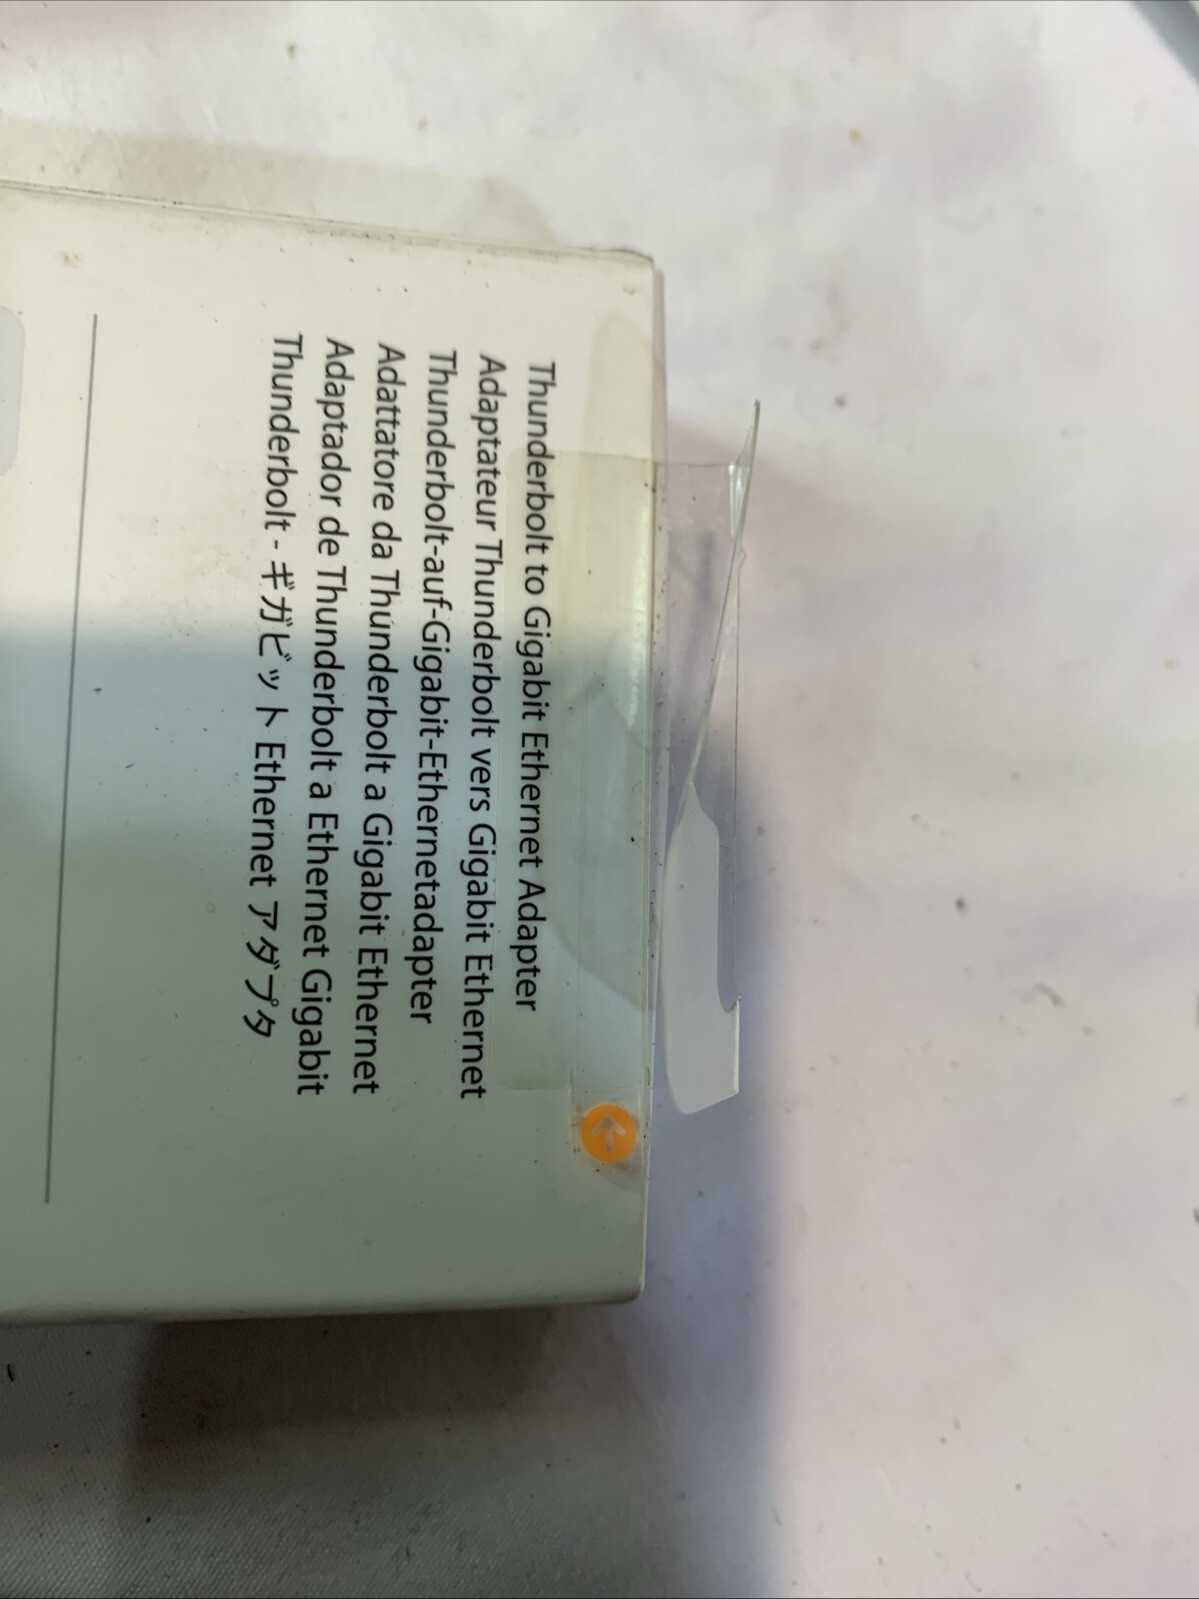 Thunderbolt to Gigabit Ethernet Adapter
Adaptateur Thunderbolt vers Gigabit Ethernet
Thunderbolt-auf-Gigabit-Ethernetadapter
Adattatore da Thunderbolt a Gigabit Ethernet
Adaptador de Thunderbolt a Ethernet Gigabit
Thunderbolt - ギガビット Ethernet アダプタ